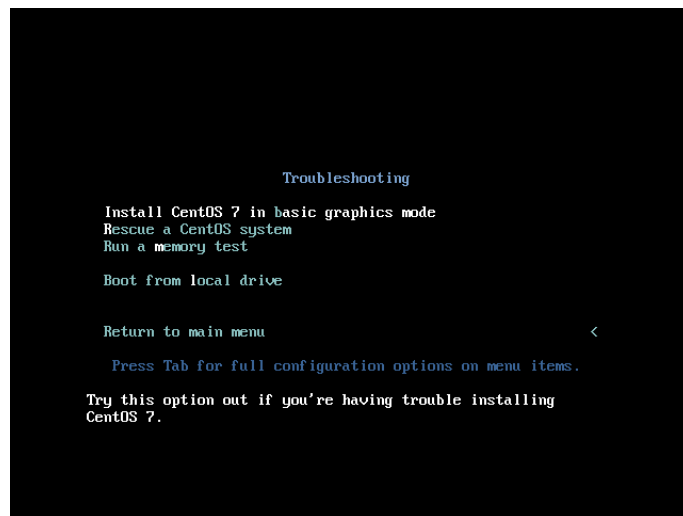 Troubleshooting
Install CentOS 7 in basic graphics mode
Rescue a CentOS system
Run a memory test
Boot from local drive
Return to main menu <
Press Tab for full configuration options on menu items.
Try this option out if you're having trouble installing
CentOS 7.